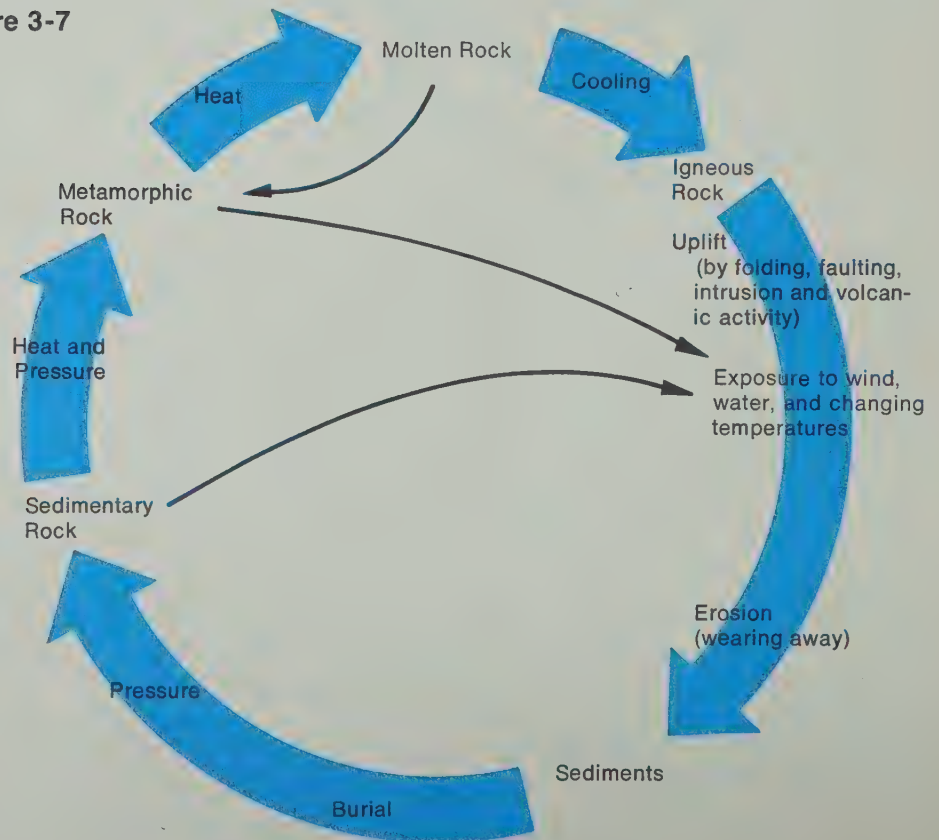 re 3-7
Molten Rock
Cooling
Heat
Igneous
Rock
Metamorphic
Rock
Uplift
(by folding, faulting,
intrusion and volcan-
ic activity)
Heat and
Pressure
Exposure to wind,
water, and changing
temperatures
Sedimentary
Rock
Erosion
(wearing away)
Pressure
Sediments
Burial